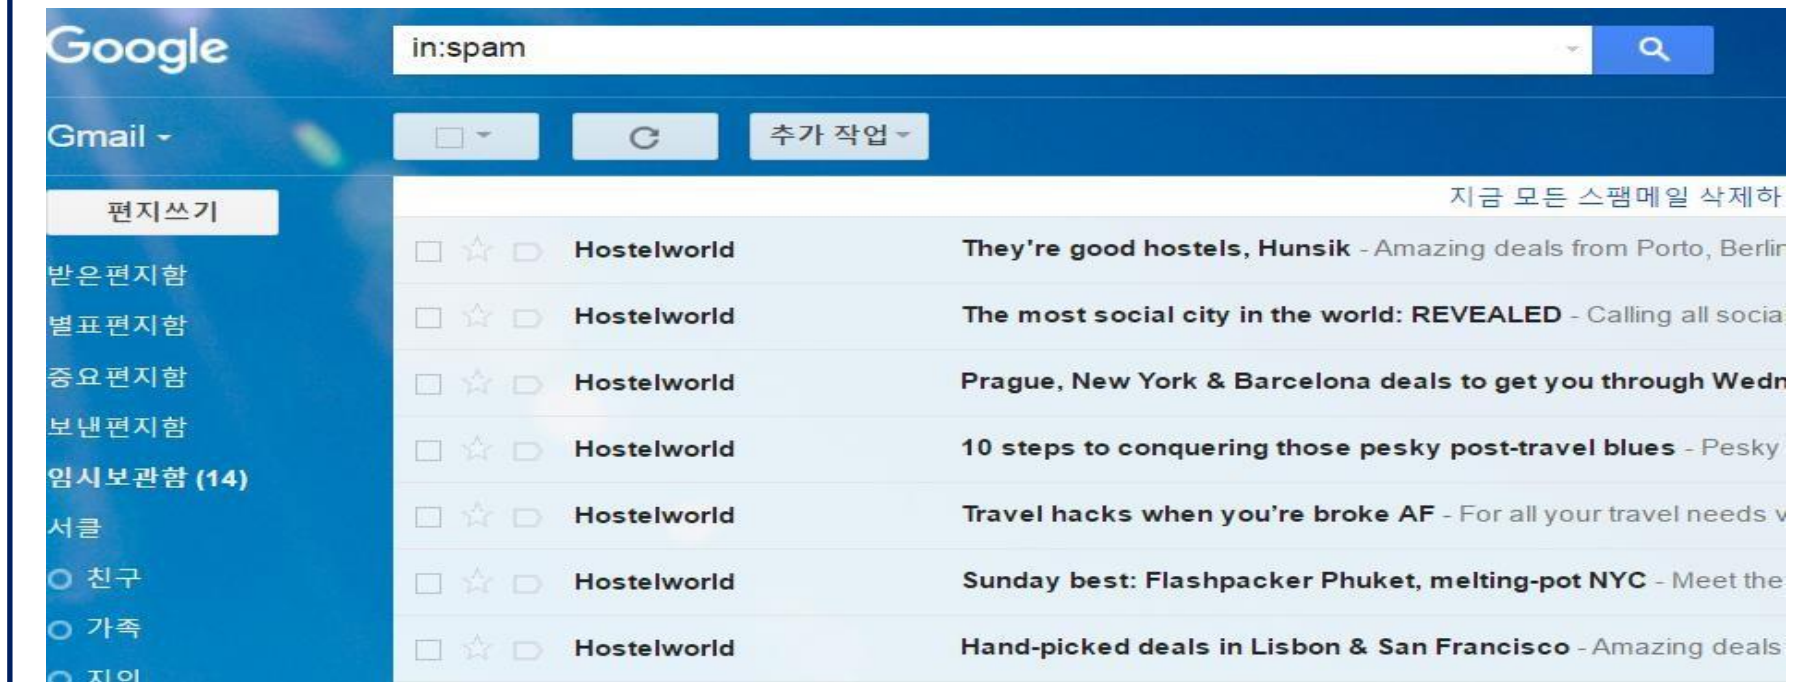 Google
in:spam
Gmail
추가 작업
편지쓰기
지금 모든 스팸메일 삭제하
받은편지함
별표편지함
중요편지함
보낸편지함
임시보관함 (14)
서클
친구
가족
지인
Hostelworld They're good hostels, Hunsik - Amazing deals from Porto, Berlin
Hostelworld The most social city in the world: REVEALED - Calling all socia
Hostelworld Prague, New York & Barcelona deals to get you through Wedn
Hostelworld 10 steps to conquering those pesky post-travel blues - Pesky
Hostelworld Travel hacks when you're broke AF - For all your travel needs v
Hostelworld Sunday best: Flashpacker Phuket, melting-pot NYC - Meet the
Hostelworld Hand-picked deals in Lisbon & San Francisco - Amazing deals